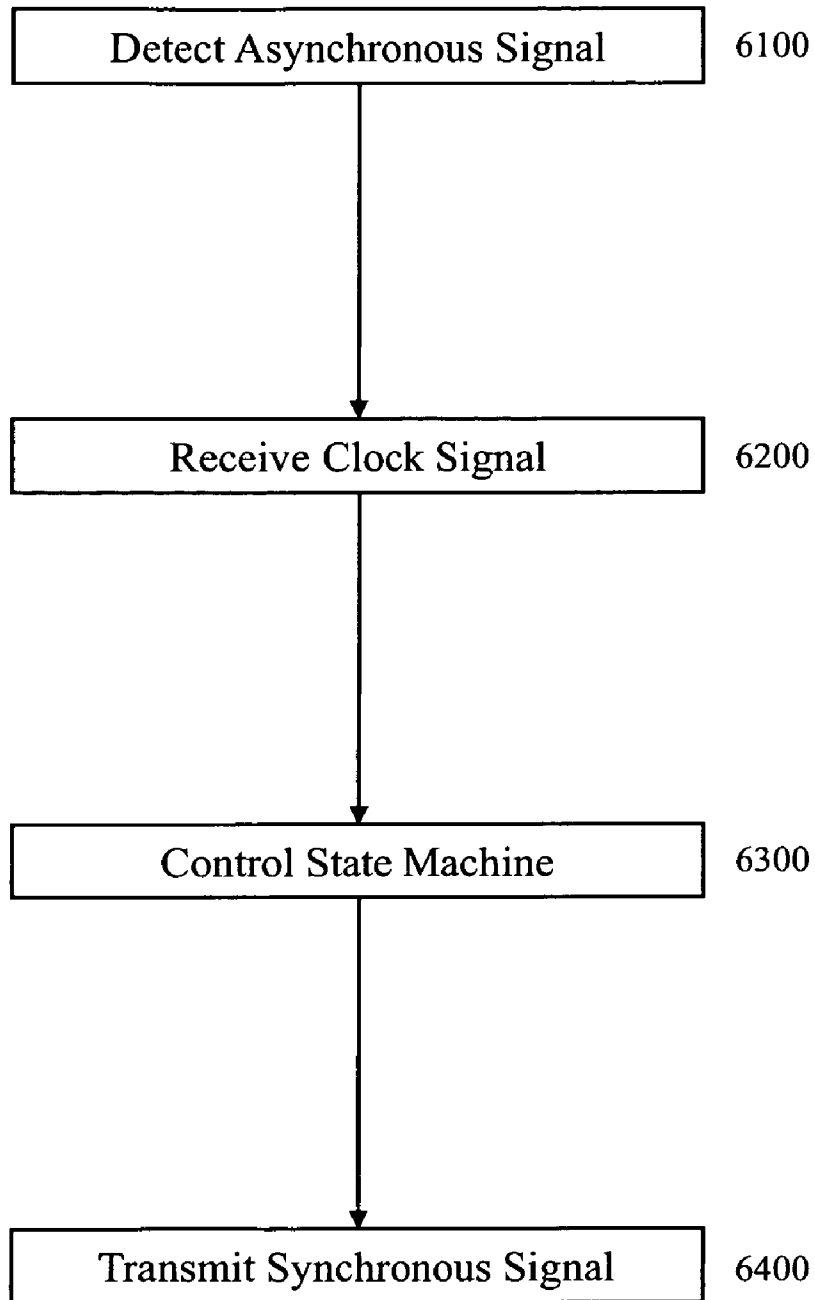 Detect Asynchronous Signal 6100
Receive Clock Signal 6200
Control State Machine 6300
Transmit Synchronous Signal 6400